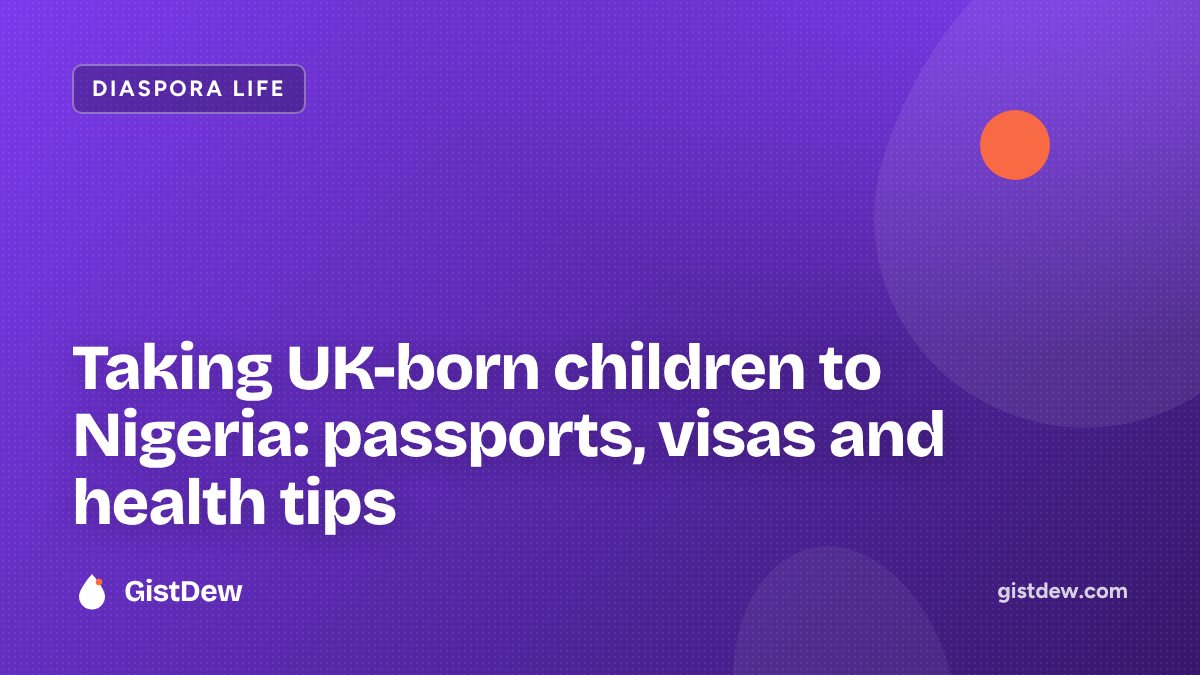 DIASPORA LIFE
Taking UK-born children to
Nigeria: passports, visas and
health tips
GistDew
gistdew.com